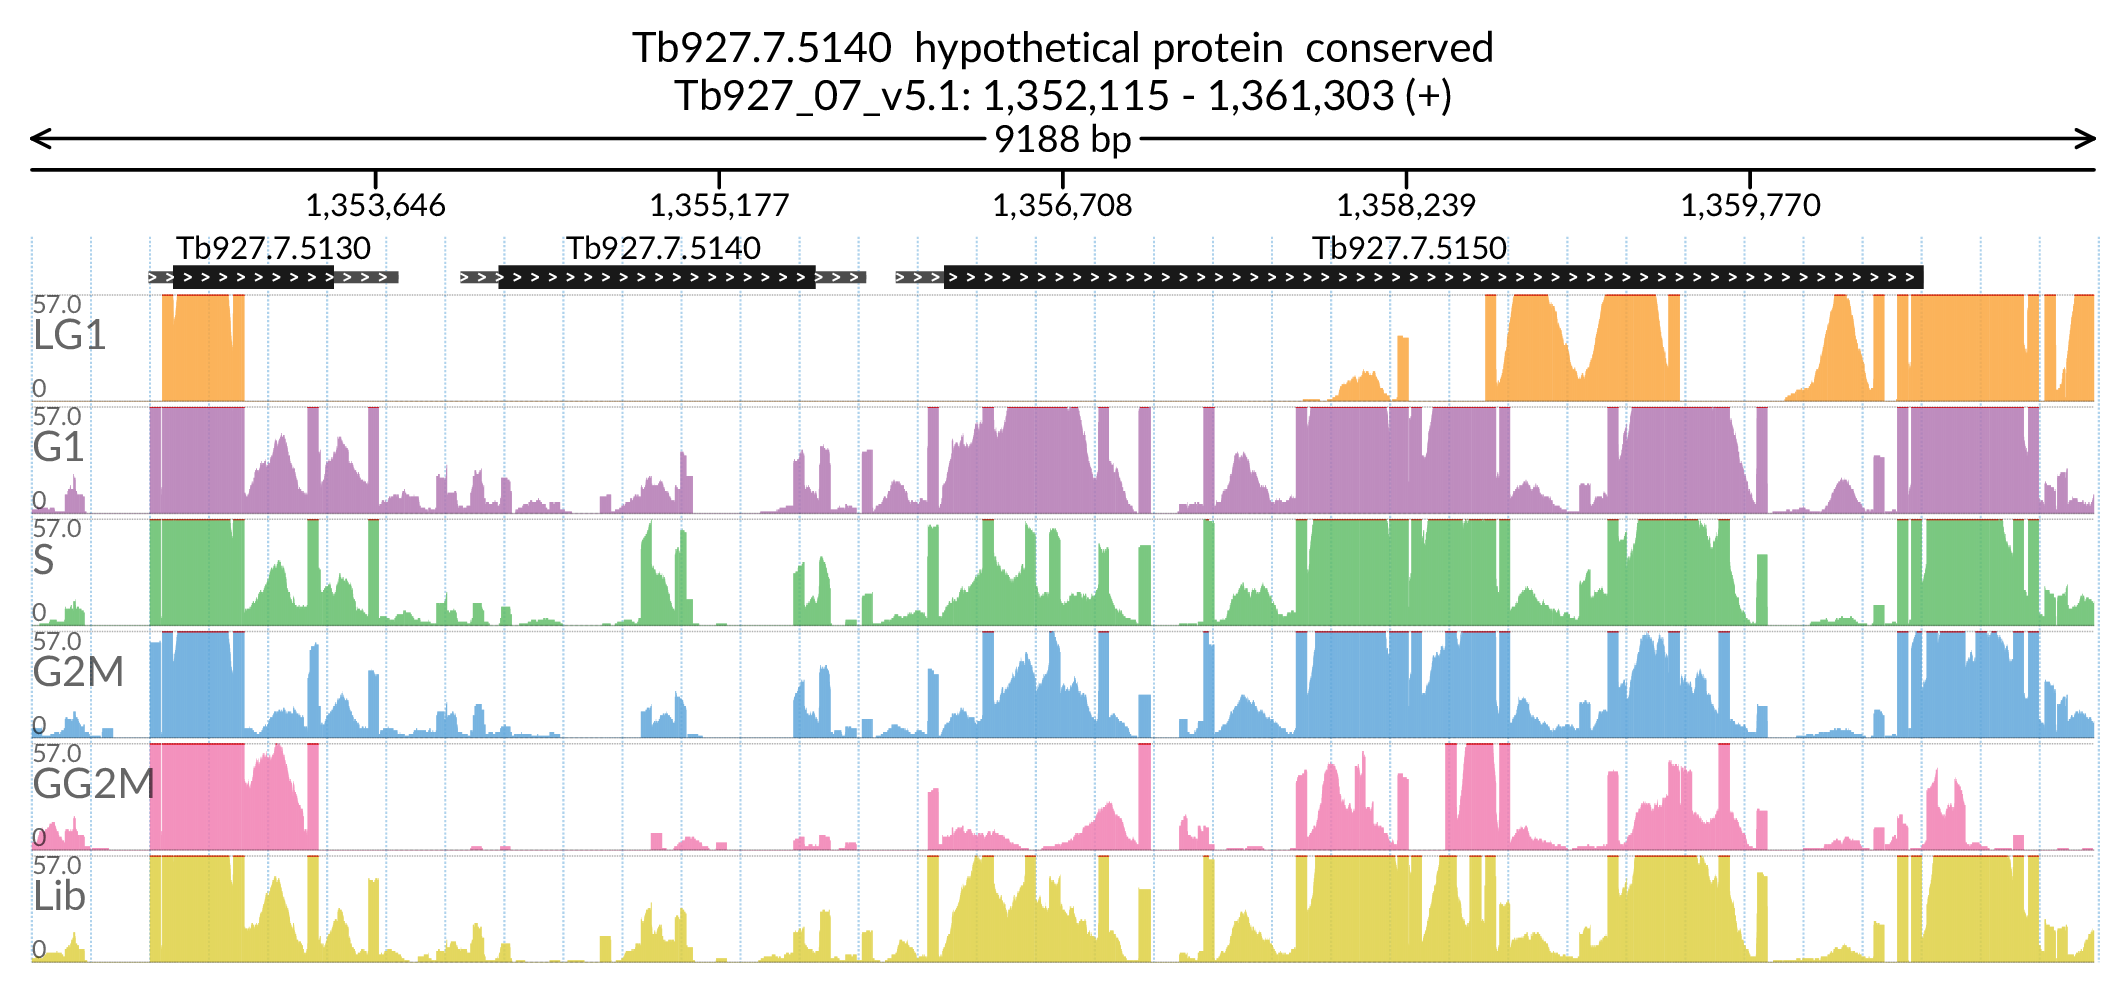 Tb927.7.5140  hypothetical protein  conserved
Tb927_07_v5.1: 1,352,115 - 1,361,303 (+)
9188 bp
1,353,646 1,355,177 1,356,708 1,358,239 1,359,770
Tb927.7.5130 Tb927.7.5140 Tb927.7.5150
57.0
LG1
0
57.0
G1
0
57.0
S
0
57.0
G2M
0
57.0
GG2M
0
57.0
Lib
0